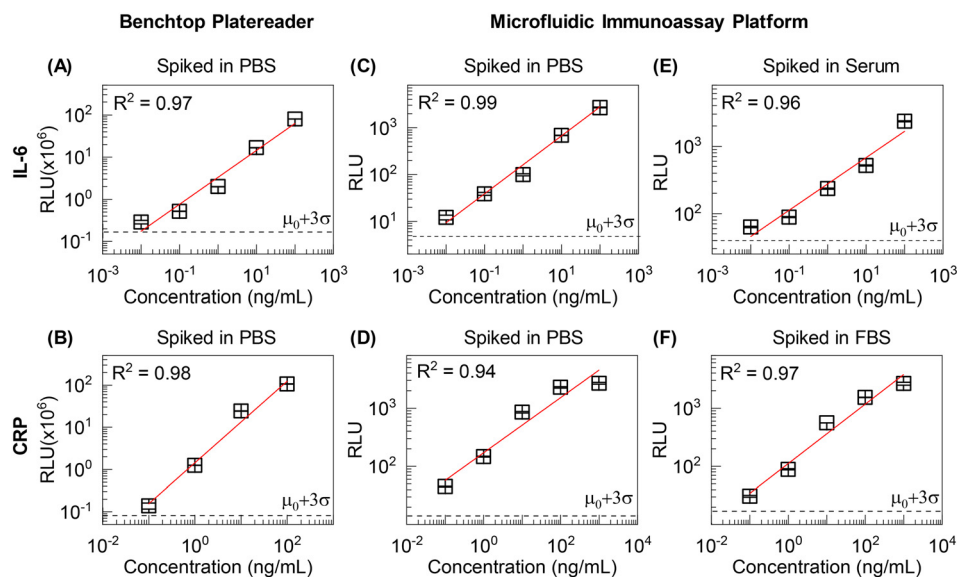 Benchtop Platereader
Microfluidic Immunoassay Platform
(A)
Spiked in PBS
R² = 0.97
IL-6
RLU(x10⁶)
10²
10¹
10⁰
10⁻¹
μ₀+3σ
10⁻³ 10⁻¹ 10¹ 10³
Concentration (ng/mL)
(C)
Spiked in PBS
R² = 0.99
RLU
10³
10²
10¹
μ₀+3σ
10⁻³ 10⁻¹ 10¹ 10³
Concentration (ng/mL)
(E)
Spiked in Serum
R² = 0.96
RLU
10³
10²
μ₀+3σ
10⁻³ 10⁻¹ 10¹ 10³
Concentration (ng/mL)
(B)
Spiked in PBS
R² = 0.98
CRP
RLU(x10⁶)
10²
10¹
10⁰
10⁻¹
μ₀+3σ
10⁻² 10⁰ 10²
Concentration (ng/mL)
(D)
Spiked in PBS
R² = 0.94
RLU
10³
10²
μ₀+3σ
10⁻² 10⁰ 10² 10⁴
Concentration (ng/mL)
(F)
Spiked in FBS
R² = 0.97
RLU
10³
10²
μ₀+3σ
10⁻² 10⁰ 10² 10⁴
Concentration (ng/mL)